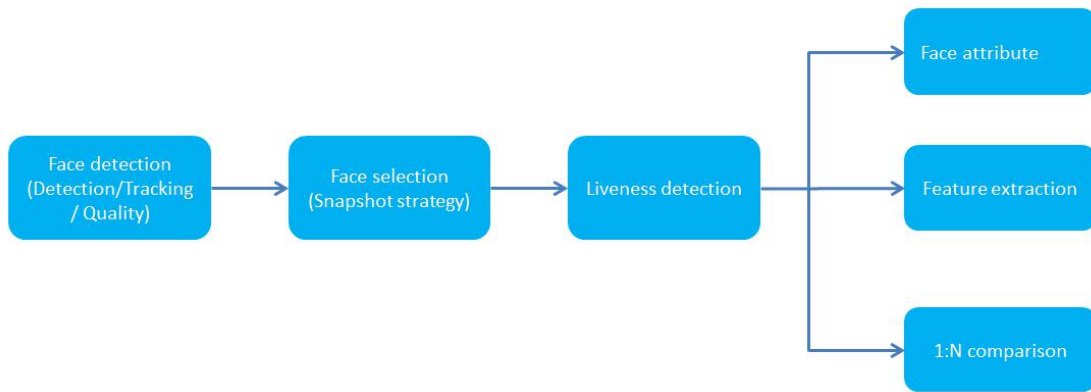 Face detection
(Detection/Tracking
/ Quality)
Face selection
(Snapshot strategy)
Liveness detection
Face attribute
Feature extraction
1:N comparison